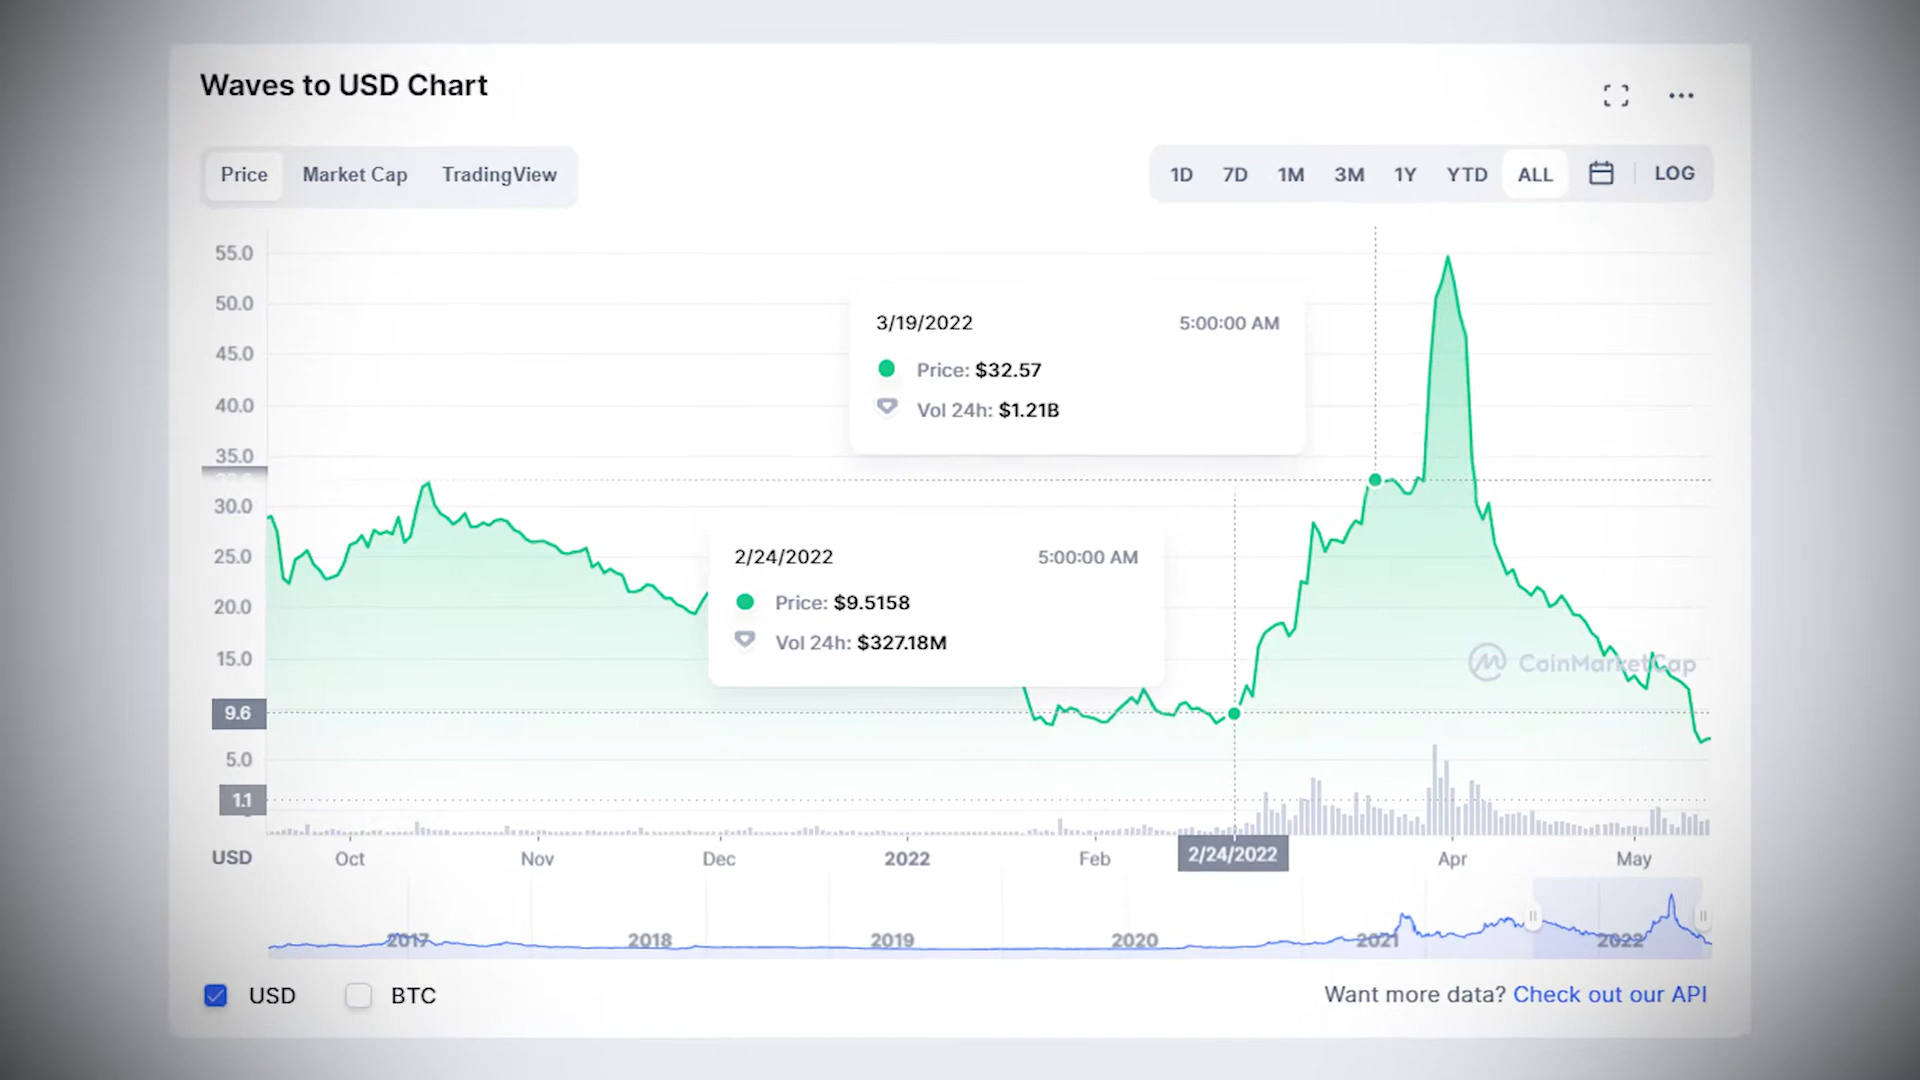 Waves to USD Chart
Price Market Cap TradingView
1D 7D 1M 3M 1Y YTD ALL LOG
55.0
50.0
45.0
40.0
35.0
30.0
25.0
20.0
15.0
9.6
5.0
1.1
3/19/2022 5:00:00 AM
Price: $32.57
Vol 24h: $1.21B
2/24/2022 5:00:00 AM
Price: $9.5158
Vol 24h: $327.18M
CoinMarketCap
USD Oct Nov Dec 2022 Feb 2/24/2022 Apr May
2017 2018 2019 2020 2021 2022
USD BTC
Want more data? Check out our API